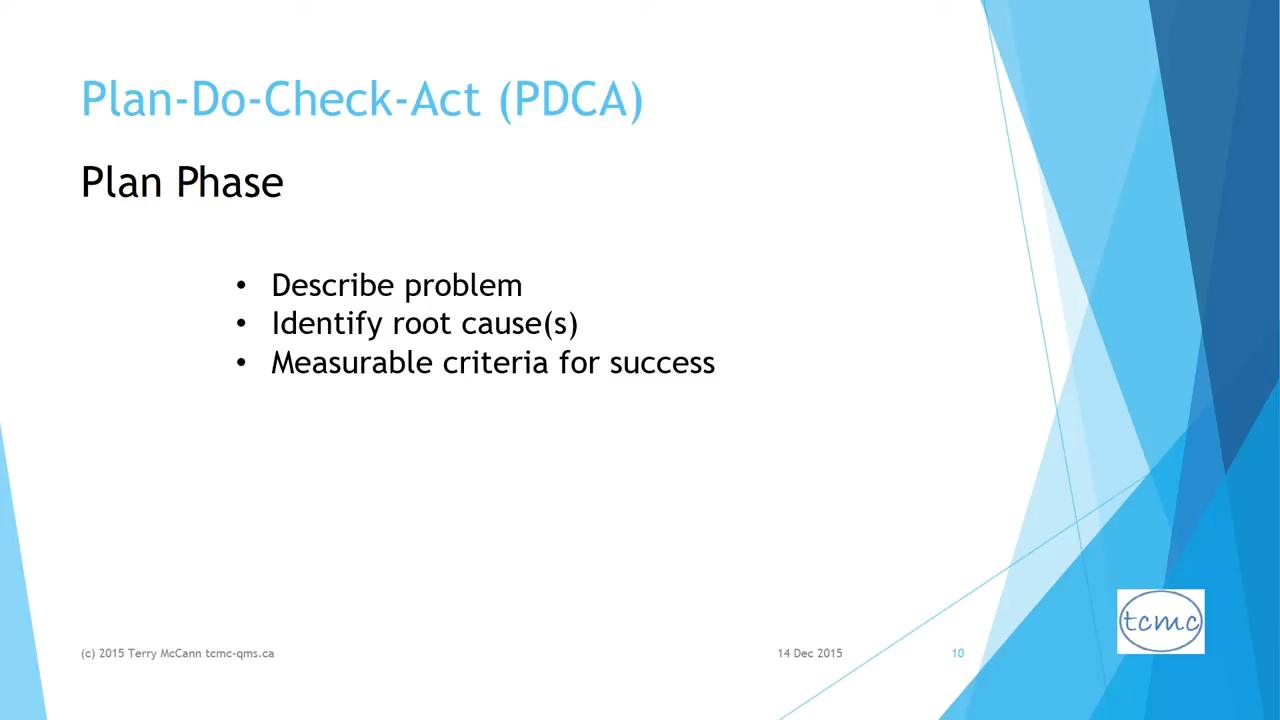 Plan-Do-Check-Act (PDCA)
Plan Phase
• Describe problem
• Identify root cause(s)
• Measurable criteria for success
(c) 2015 Terry McCann tcmc-qms.ca
14 Dec 2015
10
tcmc